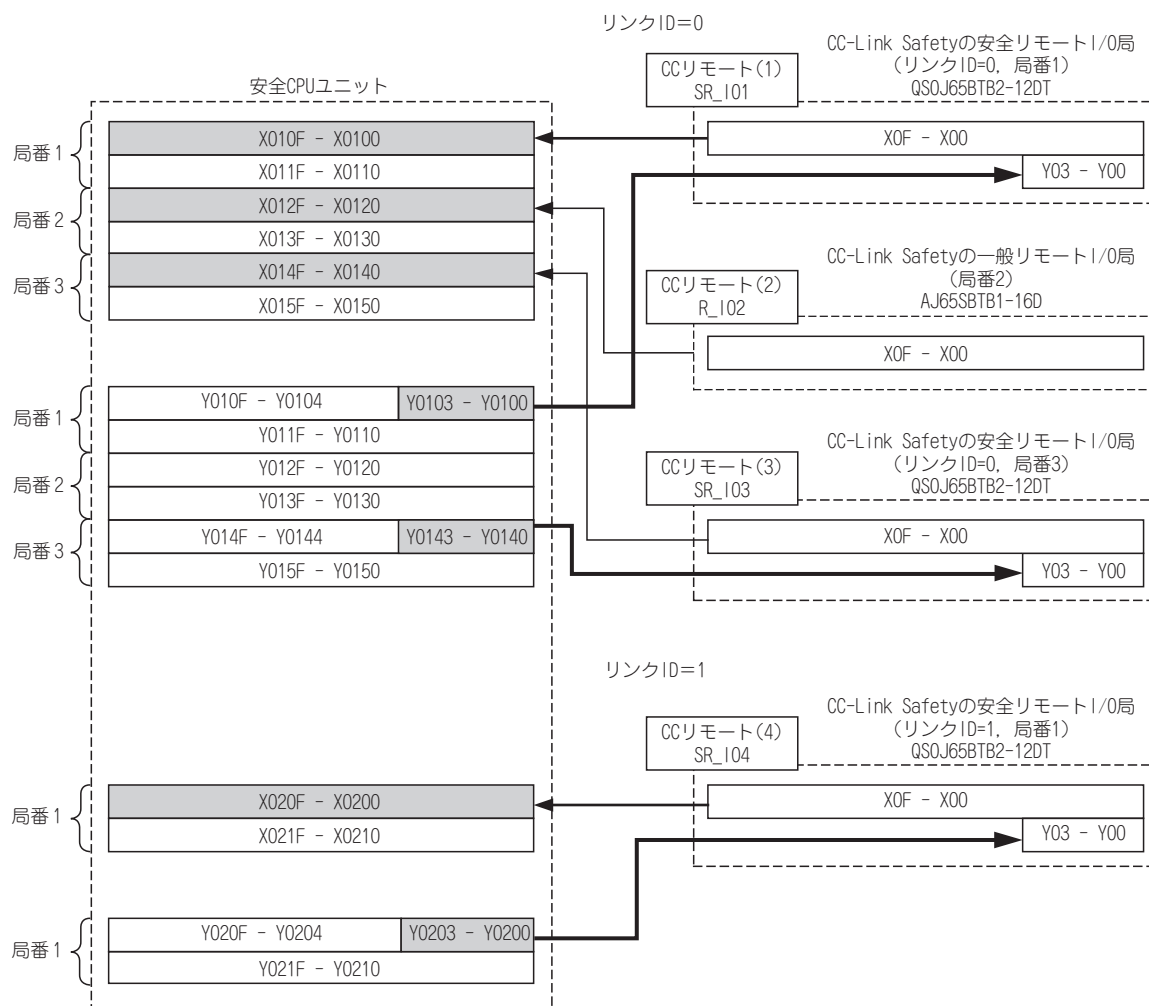 リンクID=0
安全CPUユニット
局番1
X010F - X0100
X011F - X0110
局番2
X012F - X0120
X013F - X0130
局番3
X014F - X0140
X015F - X0150
局番1
Y010F - Y0104
Y0103 - Y0100
Y011F - Y0110
局番2
Y012F - Y0120
Y013F - Y0130
局番3
Y014F - Y0144
Y0143 - Y0140
Y015F - Y0150
CCリモート(1)
SR_IO1
CC-Link Safetyの安全リモートI/O局
(リンクID=0, 局番1)
QS0J65BTB2-12DT
X0F - X00
Y03 - Y00
CCリモート(2)
R_IO2
CC-Link Safetyの一般リモートI/O局
(局番2)
AJ65SBTB1-16D
X0F - X00
CCリモート(3)
SR_IO3
CC-Link Safetyの安全リモートI/O局
(リンクID=0, 局番3)
QS0J65BTB2-12DT
X0F - X00
Y03 - Y00
リンクID=1
局番1
X020F - X0200
X021F - X0210
局番1
Y020F - Y0204
Y0203 - Y0200
Y021F - Y0210
CCリモート(4)
SR_IO4
CC-Link Safetyの安全リモートI/O局
(リンクID=1, 局番1)
QS0J65BTB2-12DT
X0F - X00
Y03 - Y00